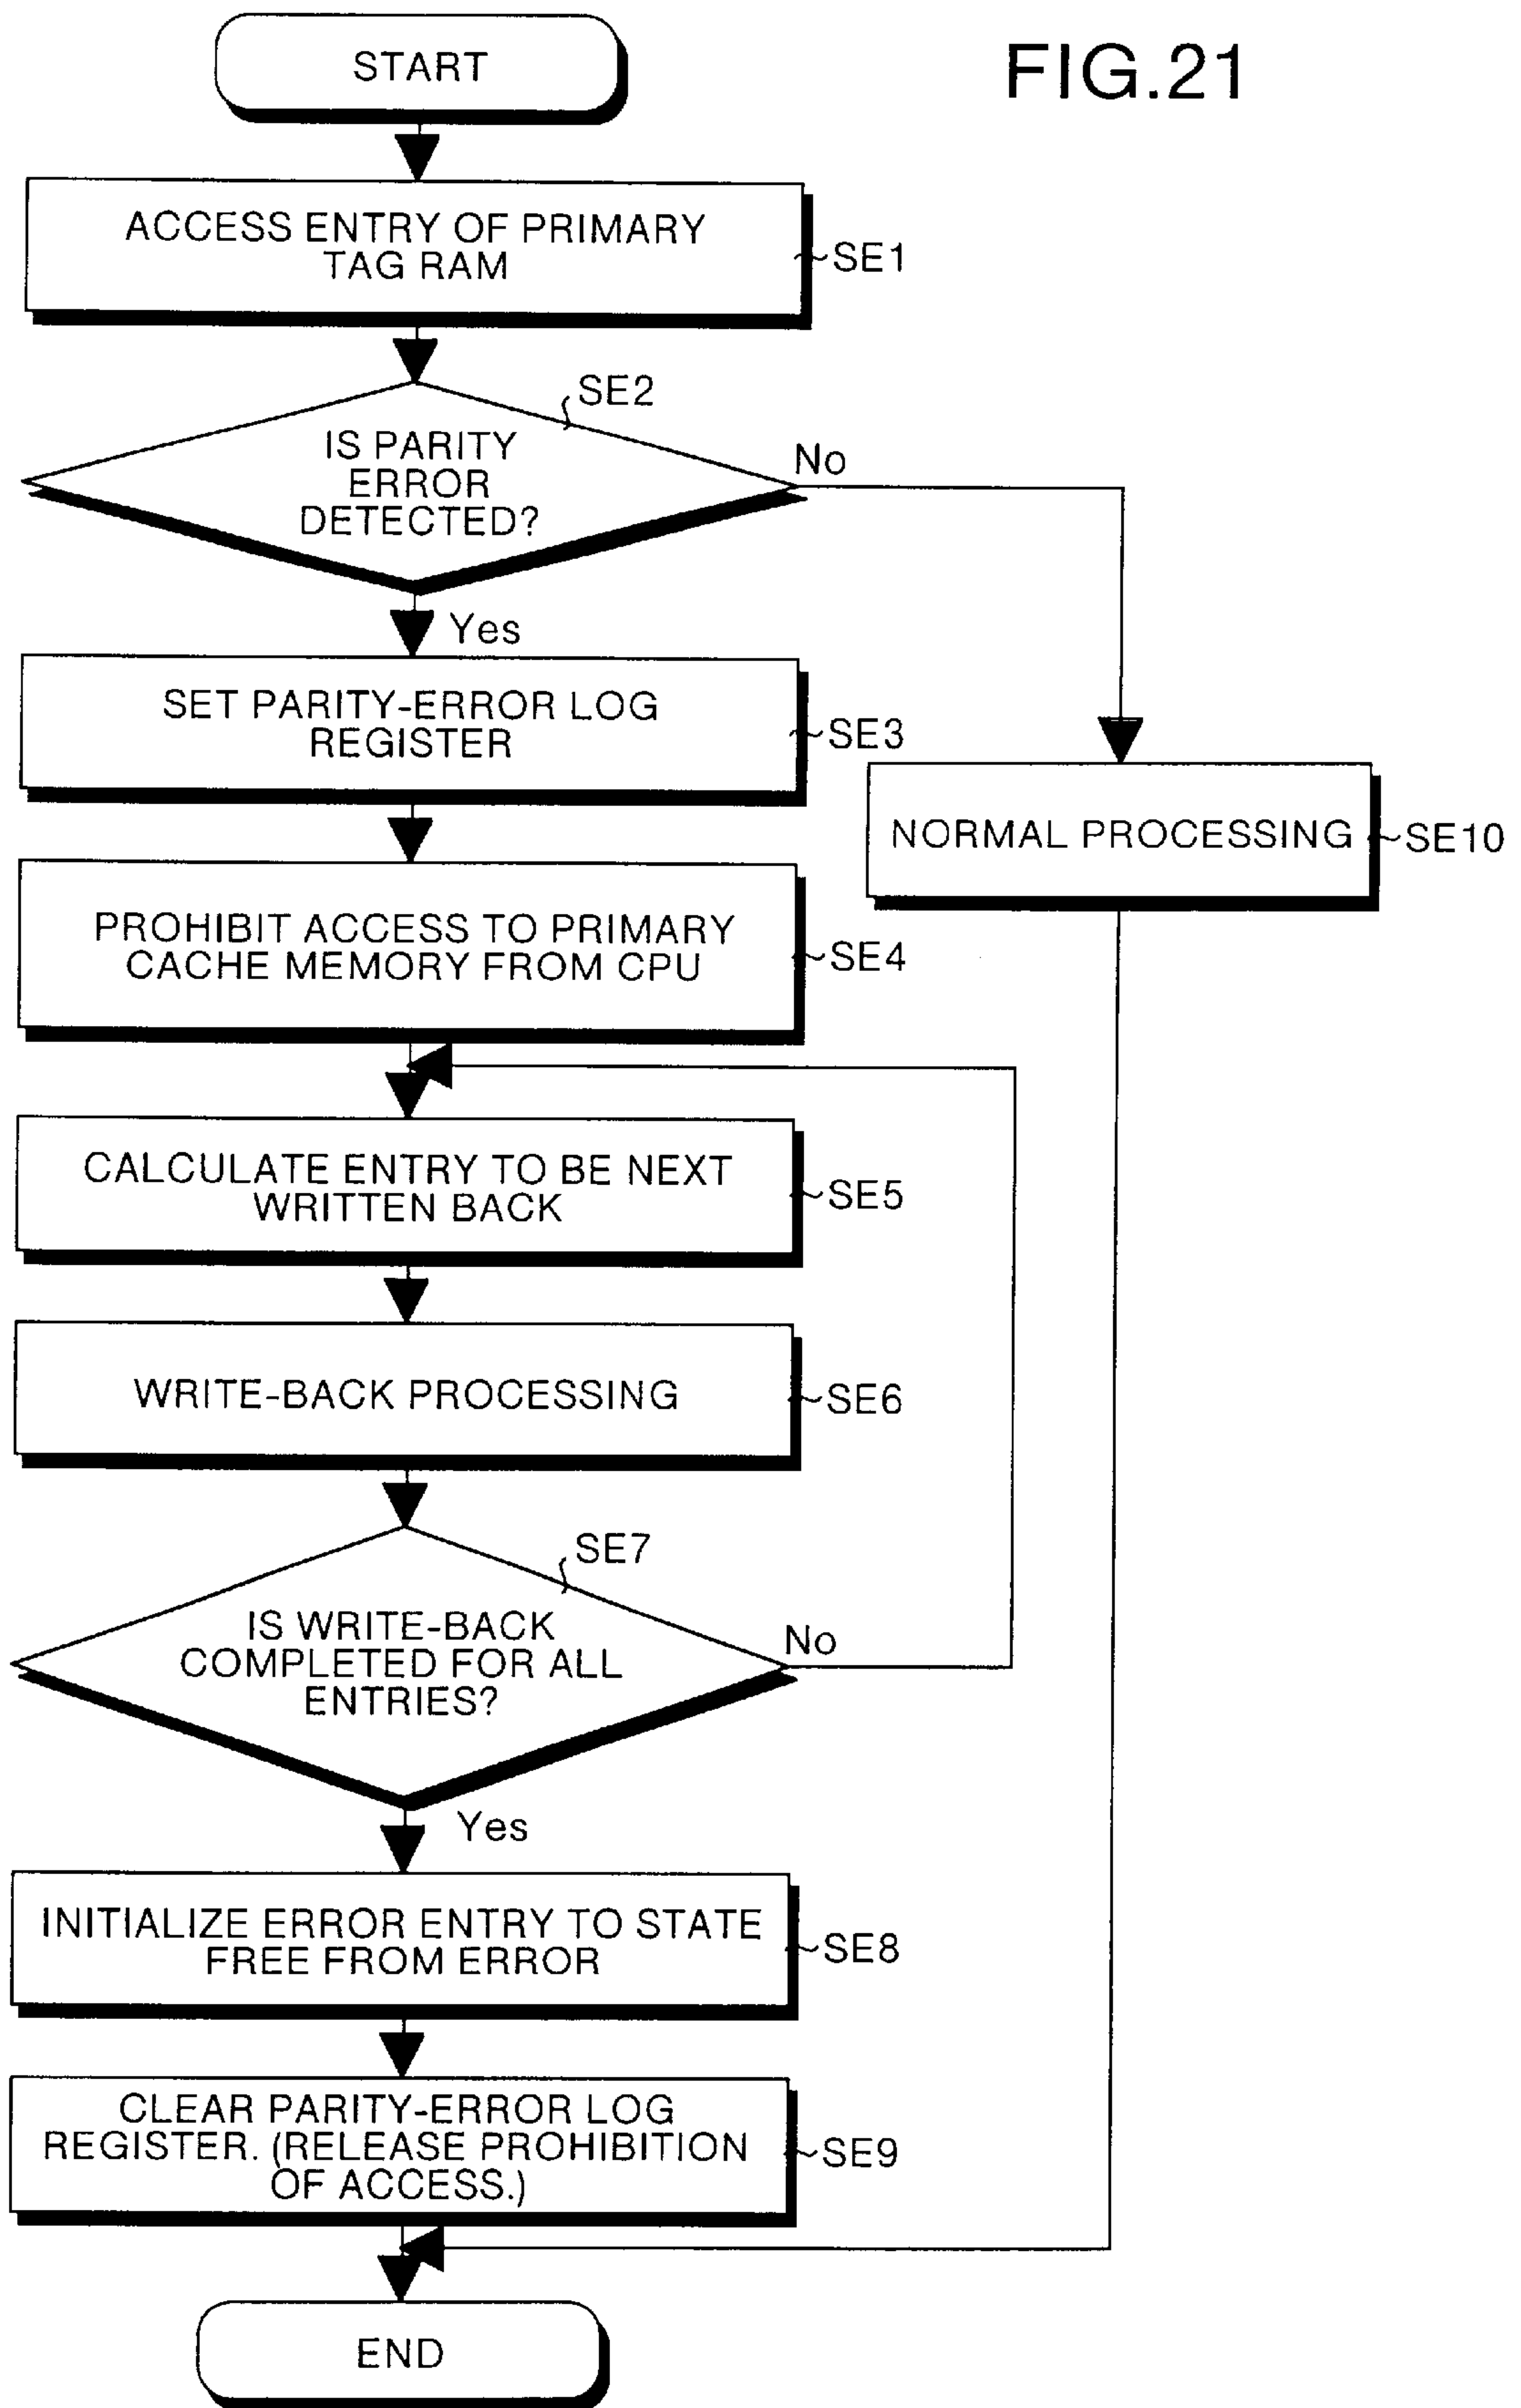 FIG.21
START
ACCESS ENTRY OF PRIMARY
TAG RAM
SE1
SE2
IS PARITY
ERROR
DETECTED?
No
Yes
SET PARITY-ERROR LOG
REGISTER
SE3
NORMAL PROCESSING
SE10
PROHIBIT ACCESS TO PRIMARY
CACHE MEMORY FROM CPU
SE4
CALCULATE ENTRY TO BE NEXT
WRITTEN BACK
SE5
WRITE-BACK PROCESSING
SE6
SE7
IS WRITE-BACK
COMPLETED FOR ALL
ENTRIES?
No
Yes
INITIALIZE ERROR ENTRY TO STATE
FREE FROM ERROR
SE8
CLEAR PARITY-ERROR LOG
REGISTER. (RELEASE PROHIBITION
OF ACCESS.)
SE9
END